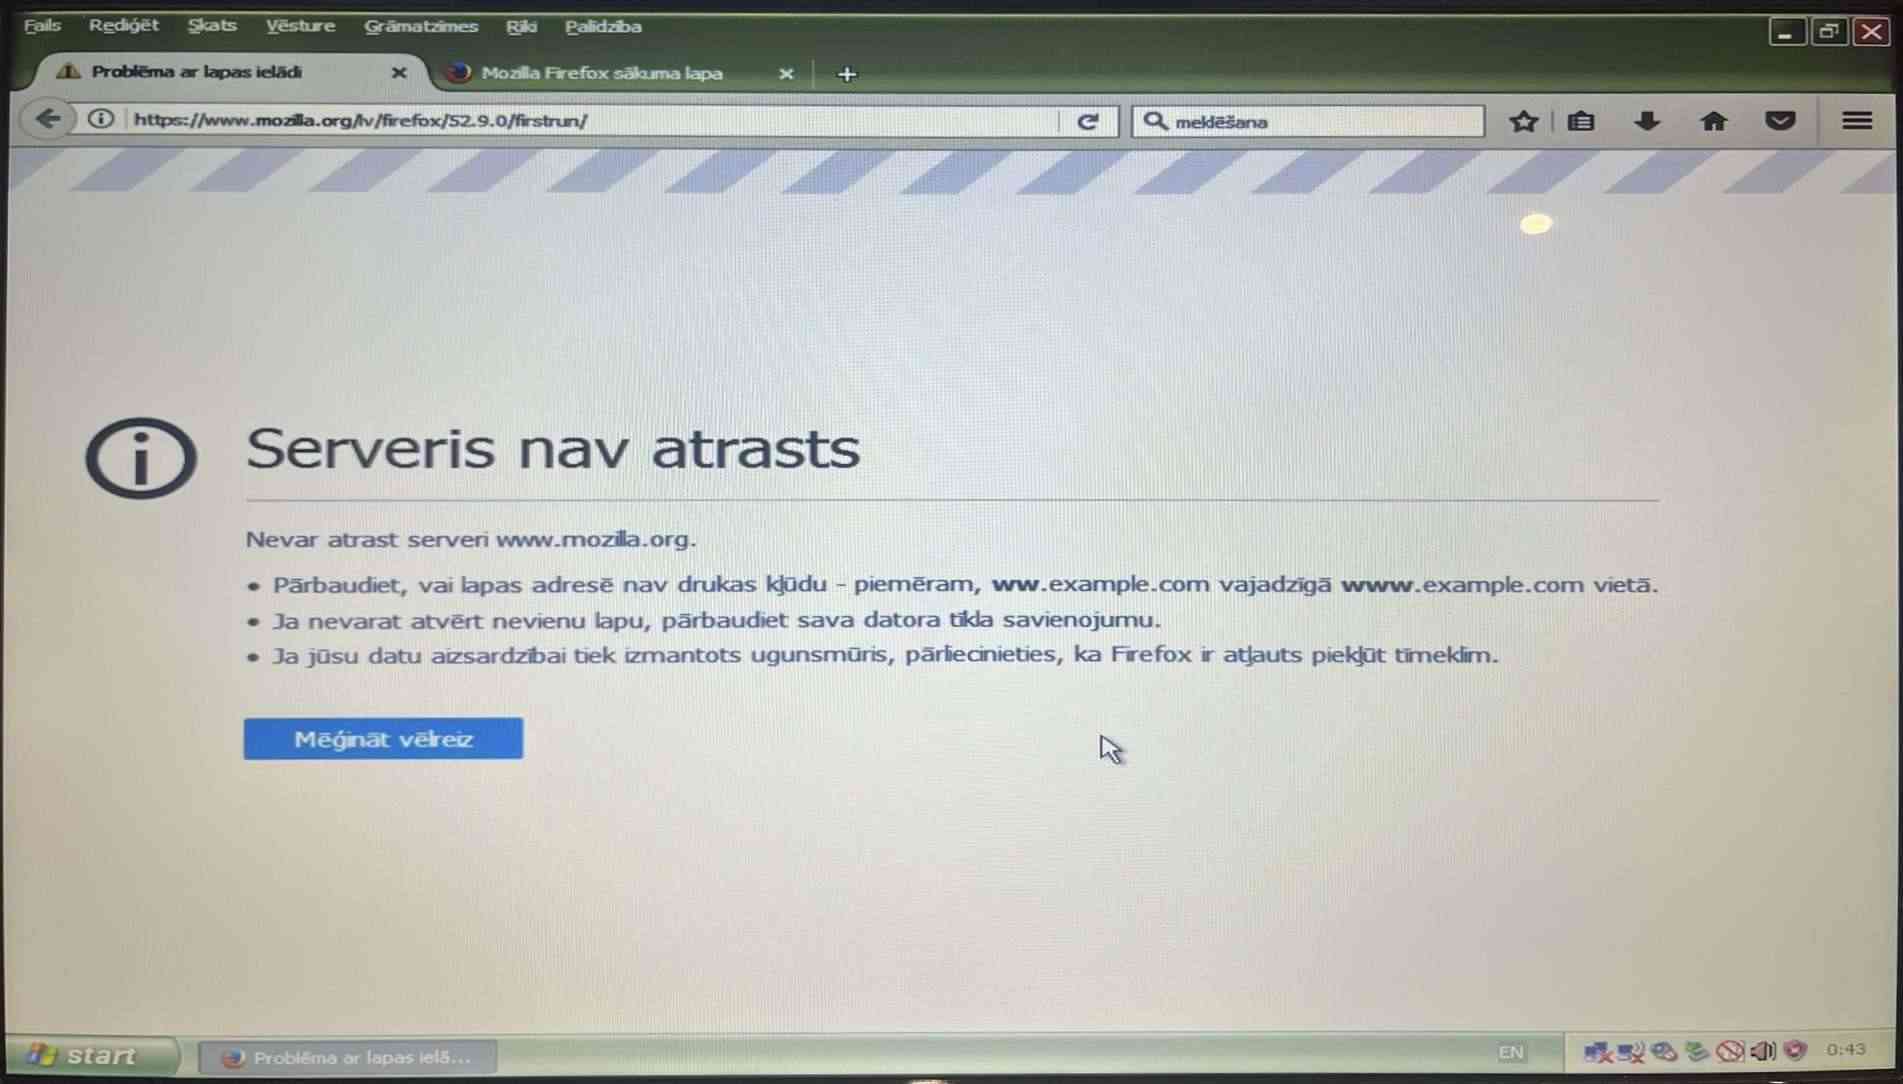 Fails Rediģēt Skats Vēsture Grāmatzīmes Rīki Palīdzība
Problēma ar lapas ielādi
Mozilla Firefox sākuma lapa
https://www.mozilla.org/lv/firefox/52.9.0/firstrun/
meklēšana
Serveris nav atrasts
Nevar atrast serveri www.mozilla.org.
• Pārbaudiet, vai lapas adresē nav drukas kļūdu - piemēram, ww.example.com vajadzīgā www.example.com vietā.
• Ja nevarat atvērt nevienu lapu, pārbaudiet sava datora tīkla savienojumu.
• Ja jūsu datu aizsardzībai tiek izmantots ugunsmūris, pārliecinieties, ka Firefox ir atļauts piekļūt tīmeklim.
Mēģināt vēlreiz
start
Problēma ar lapas ielā...
EN
0:43